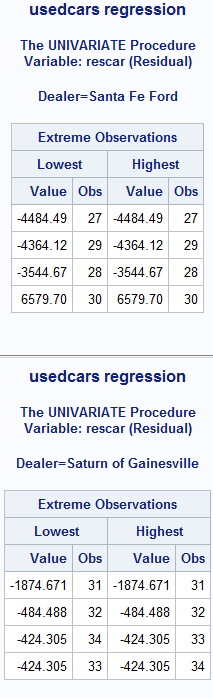 usedcars regression
The UNIVARIATE Procedure
Variable: rescar (Residual)
Dealer=Santa Fe Ford
Extreme Observations
Lowest Highest
Value Obs Value Obs
-4484.49 27 -4484.49 27
-4364.12 29 -4364.12 29
-3544.67 28 -3544.67 28
6579.70 30 6579.70 30
usedcars regression
The UNIVARIATE Procedure
Variable: rescar (Residual)
Dealer=Saturn of Gainesville
Extreme Observations
Lowest Highest
Value Obs Value Obs
-1874.671 31 -1874.671 31
-484.488 32 -484.488 32
-424.305 34 -424.305 33
-424.305 33 -424.305 34